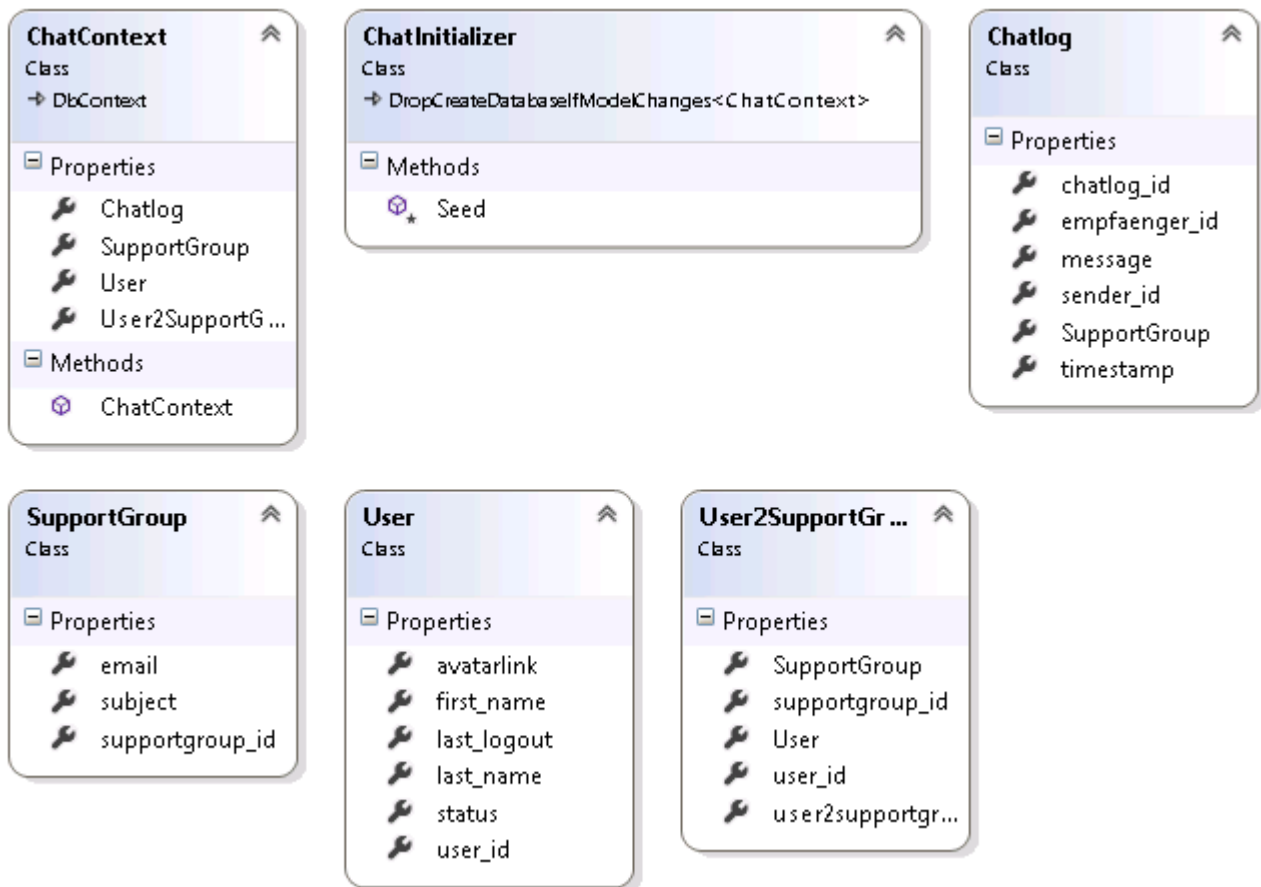 ChatContext
Class
DbContext
Properties
Chatlog
SupportGroup
User
User2SupportG...
Methods
ChatContext
ChatInitializer
Class
DropCreateDatabaseIfModelChanges<ChatContext>
Methods
Seed
Chatlog
Class
Properties
chatlog_id
empfaenger_id
message
sender_id
SupportGroup
timestamp
SupportGroup
Class
Properties
email
subject
supportgroup_id
User
Class
Properties
avatarlink
first_name
last_logout
last_name
status
user_id
User2SupportGr...
Class
Properties
SupportGroup
supportgroup_id
User
user_id
user2supportgr...